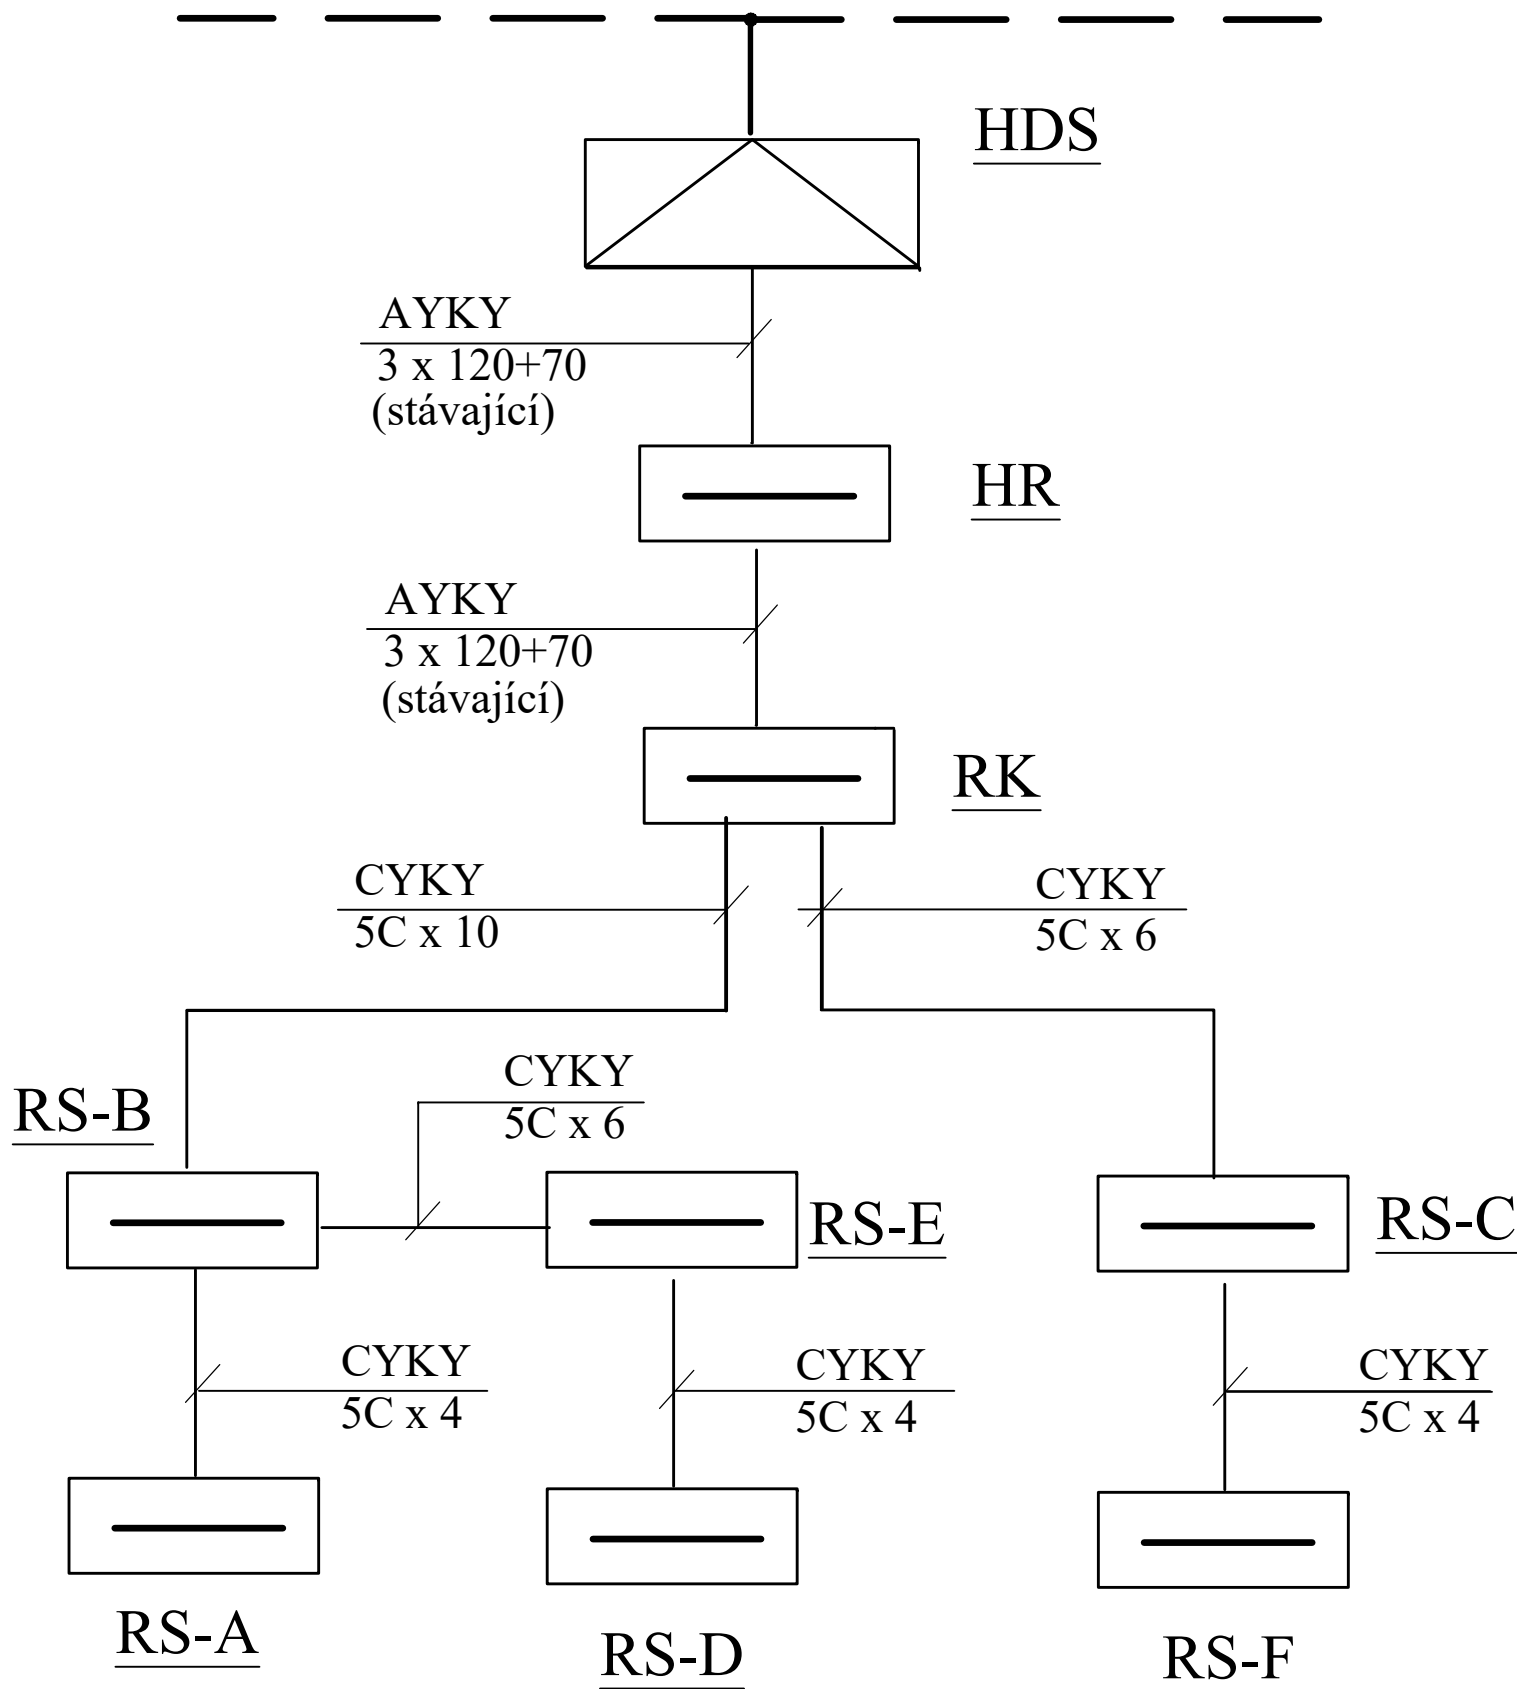 HDS
AYKY
3 x 120+70
(stávající)
HR
AYKY
3 x 120+70
(stávající)
RK
CYKY
5C x 10
CYKY
5C x 6
RS-B
CYKY
5C x 6
RS-E
RS-C
CYKY
5C x 4
CYKY
5C x 4
CYKY
5C x 4
RS-A
RS-D
RS-F